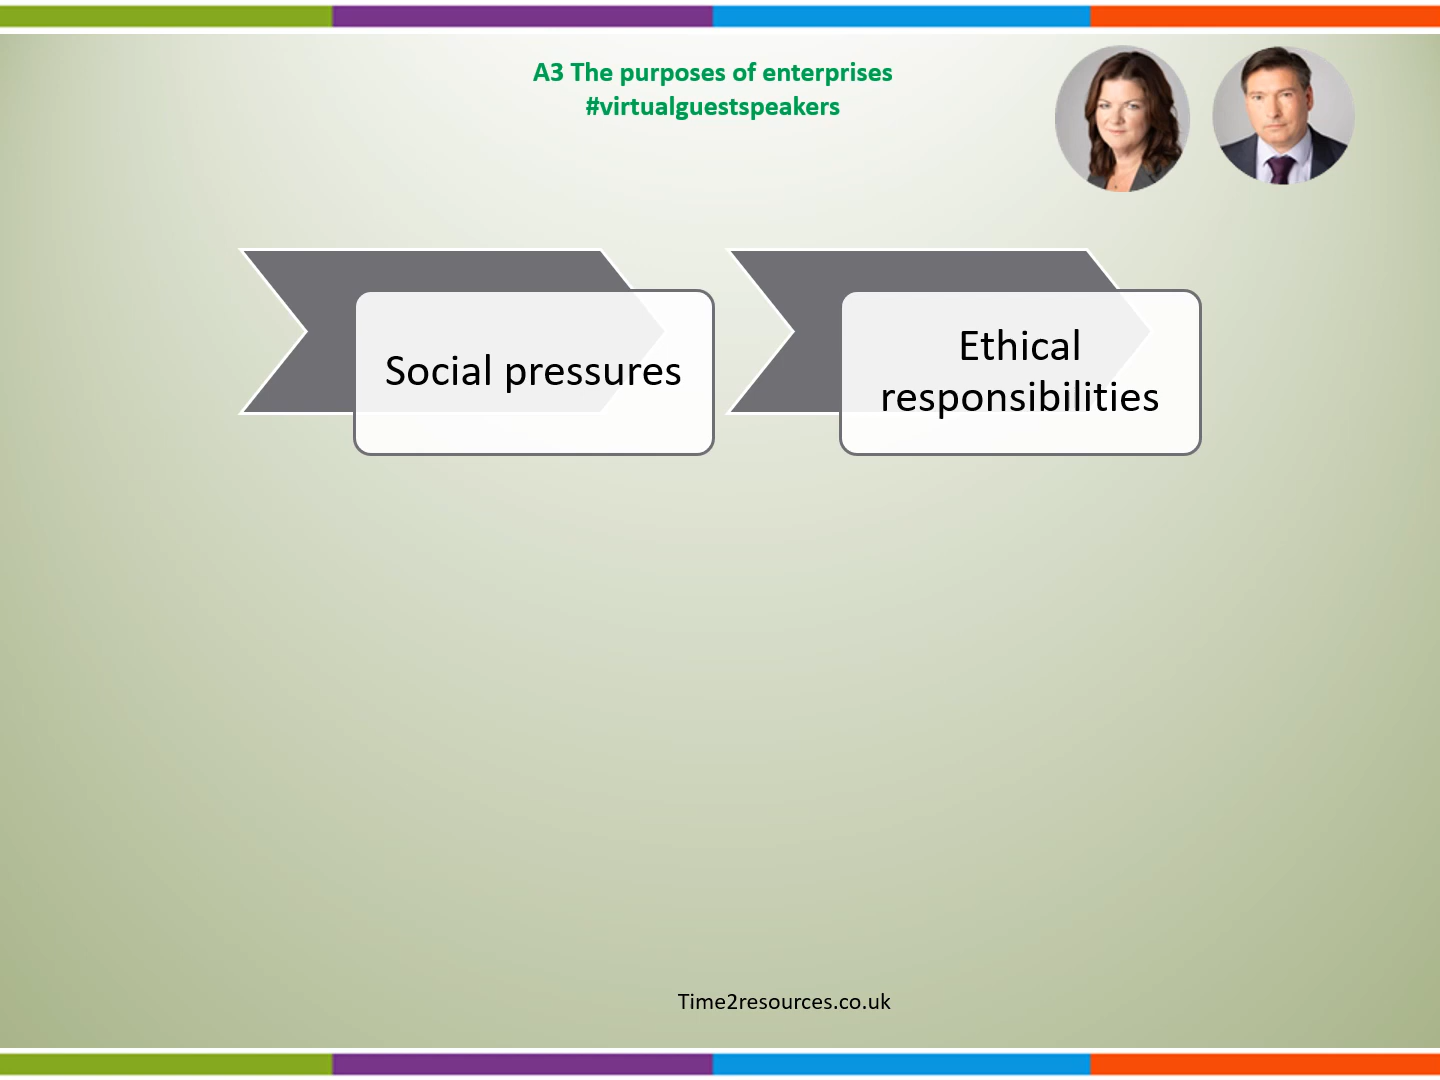 A3 The purposes of enterprises
#virtualguestspeakers
Social pressures
Ethical
responsibilities
Time2resources.co.uk